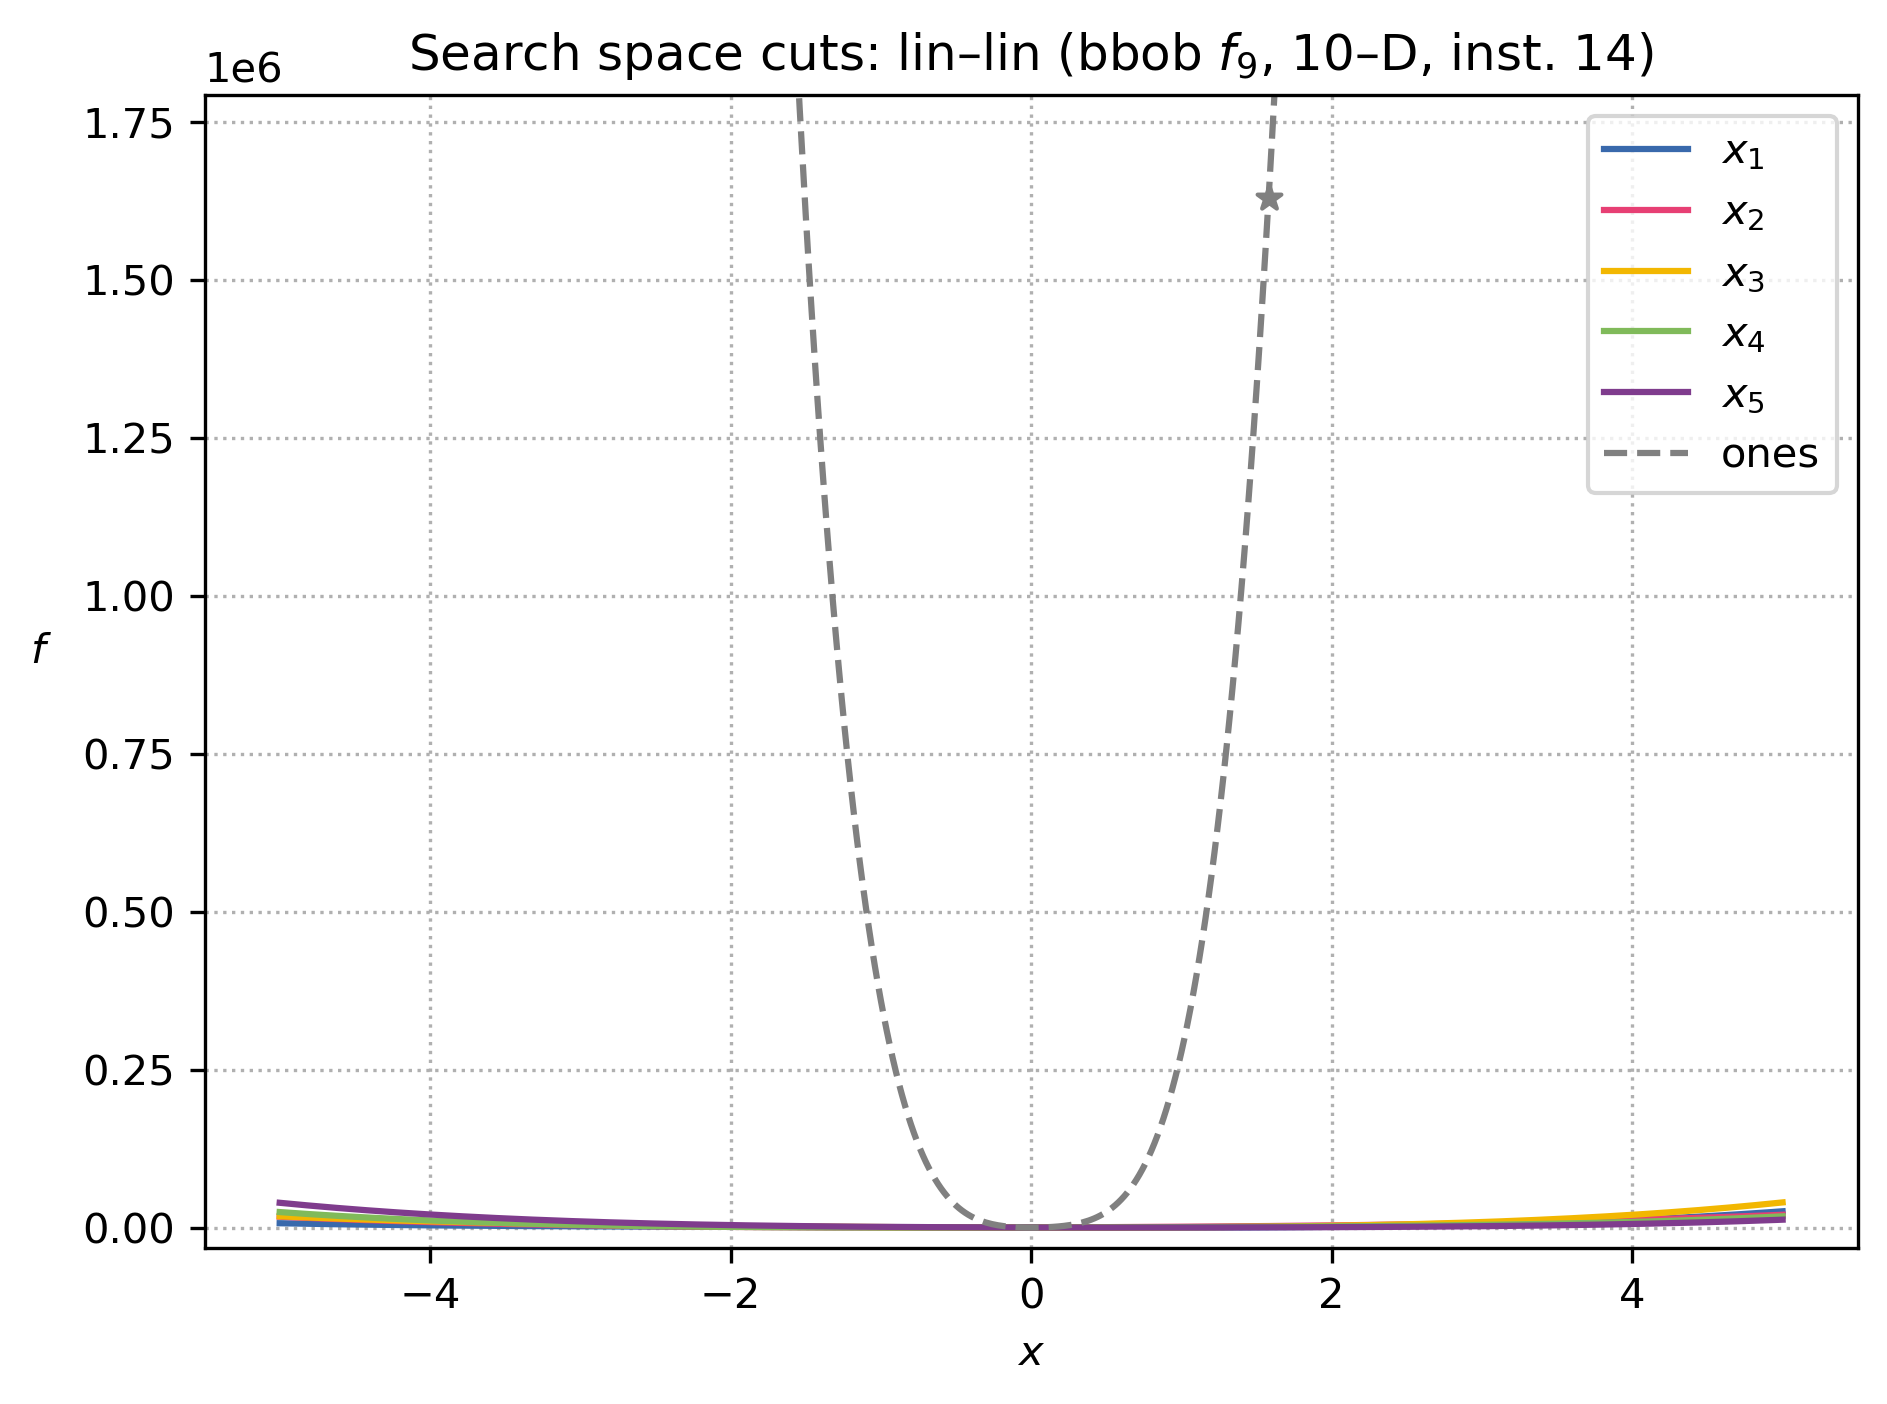 Search space cuts: lin–lin (bbob f₉, 10–D, inst. 14)
1e6
1.75
1.50
1.25
1.00
0.75
0.50
0.25
0.00
f
x₁
x₂
x₃
x₄
x₅
ones
−4
−2
0
2
4
x